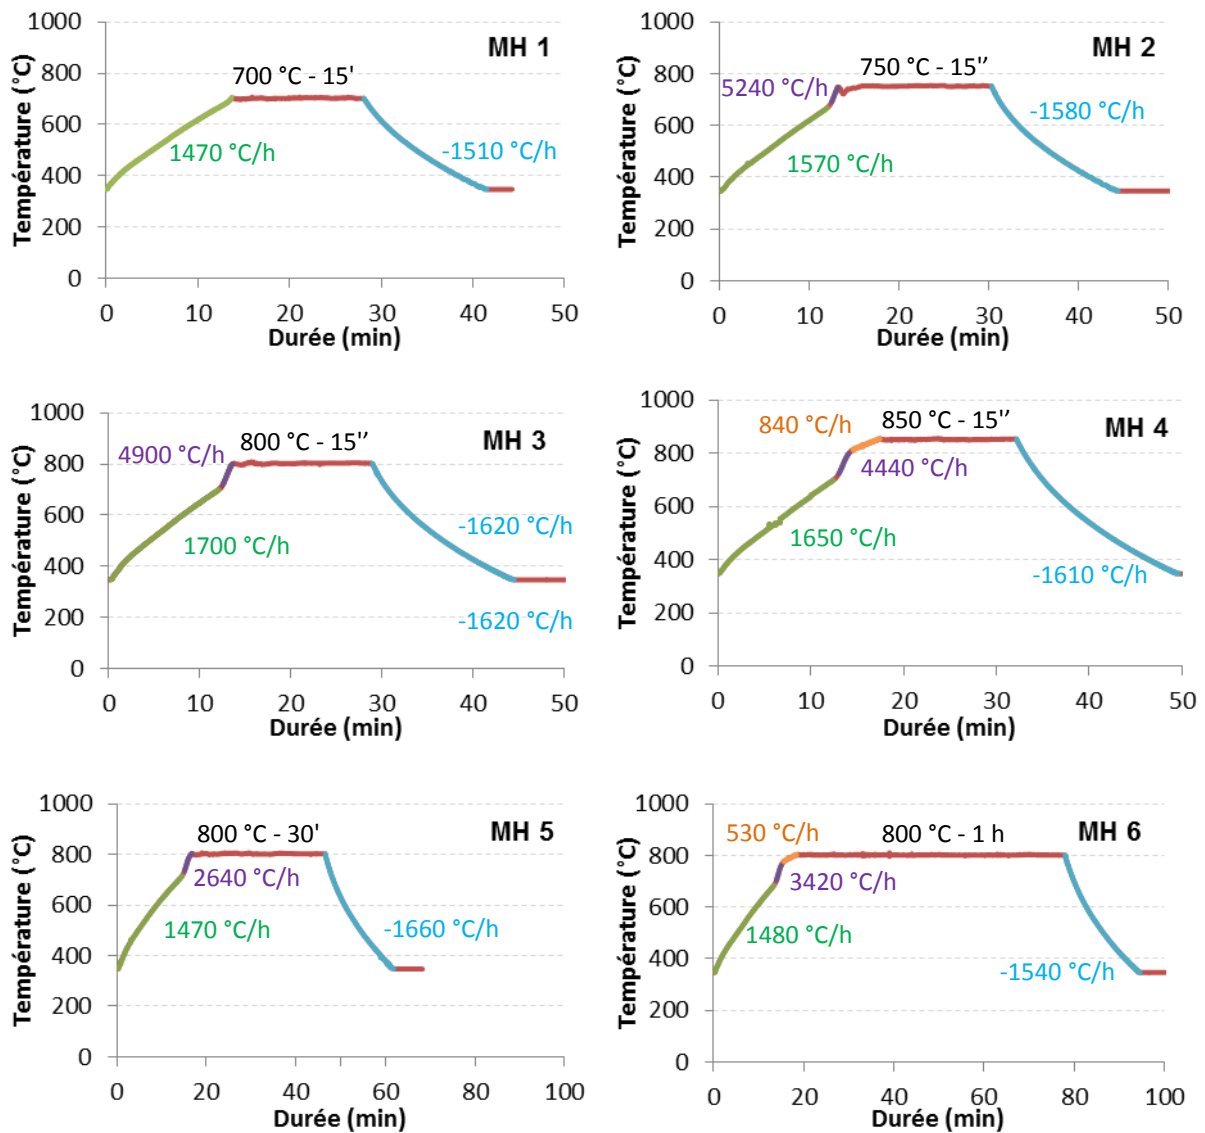 MH 1
700 °C - 15'
1470 °C/h
-1510 °C/h
Température (°C)
1000
800
600
400
200
0
0 10 20 30 40 50
Durée (min)
MH 2
750 °C - 15''
5240 °C/h
1570 °C/h
-1580 °C/h
Température (°C)
1000
800
600
400
200
0
0 10 20 30 40 50
Durée (min)
MH 3
800 °C - 15''
4900 °C/h
1700 °C/h
-1620 °C/h
-1620 °C/h
Température (°C)
1000
800
600
400
200
0
0 10 20 30 40 50
Durée (min)
MH 4
840 °C/h
850 °C - 15''
4440 °C/h
1650 °C/h
-1610 °C/h
Température (°C)
1000
800
600
400
200
0
0 10 20 30 40 50
Durée (min)
MH 5
800 °C - 30'
2640 °C/h
1470 °C/h
-1660 °C/h
Température (°C)
1000
800
600
400
200
0
0 20 40 60 80 100
Durée (min)
MH 6
530 °C/h
800 °C - 1 h
3420 °C/h
1480 °C/h
-1540 °C/h
Température (°C)
1000
800
600
400
200
0
0 20 40 60 80 100
Durée (min)